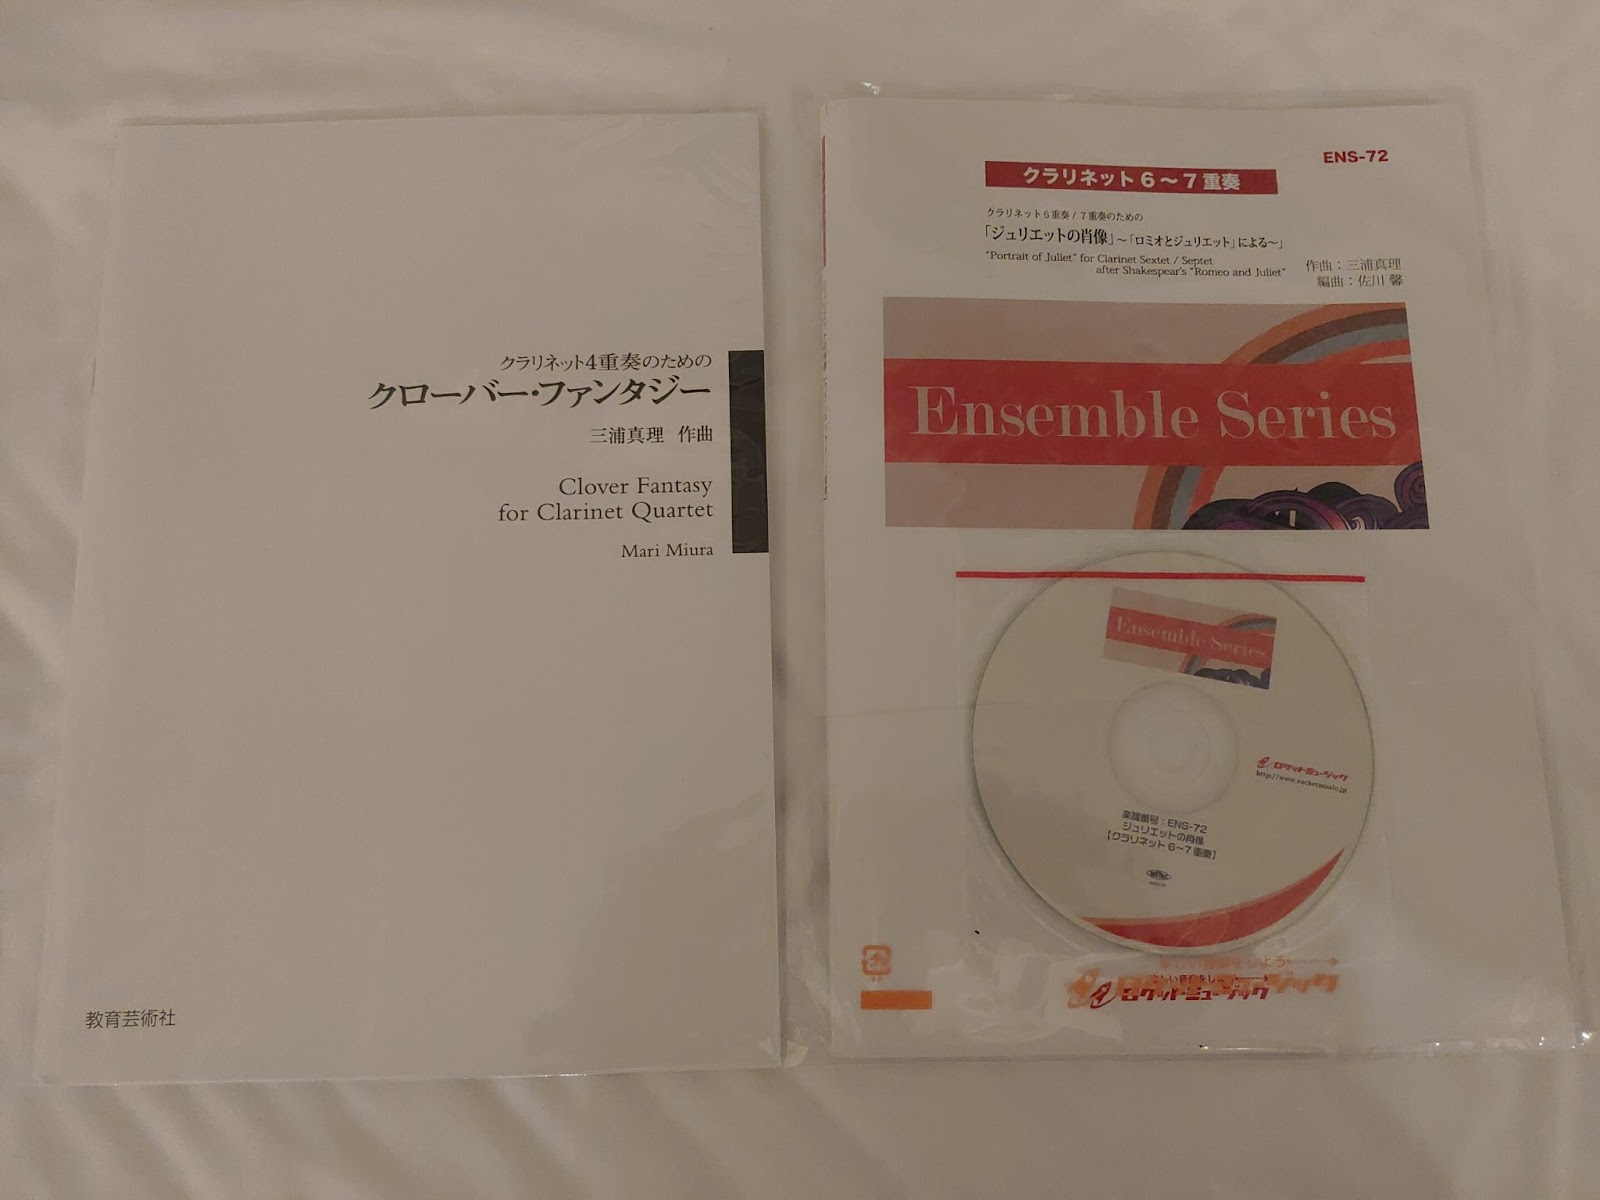 クラリネット4重奏のための
クローバー・ファンタジー
三浦真理 作曲
Clover Fantasy
for Clarinet Quartet
Mari Miura
教育芸術社
ENS-72
クラリネット6〜7重奏
クラリネット6重奏/7重奏のための
「ジュリエットの肖像」〜「ロミオとジュリエット」による〜」
"Portrait of Juliet" for Clarinet Sextet / Septet
after Shakespear's "Romeo and Juliet"
作曲:三浦真理
編曲:佐川 馨
Ensemble Series
Ensemble Series
ロケットミュージック
http://www.rocketmusic.jp
楽譜番号:ENS-72
ジュリエットの肖像
【クラリネット6〜7重奏】
ロケットミュージック